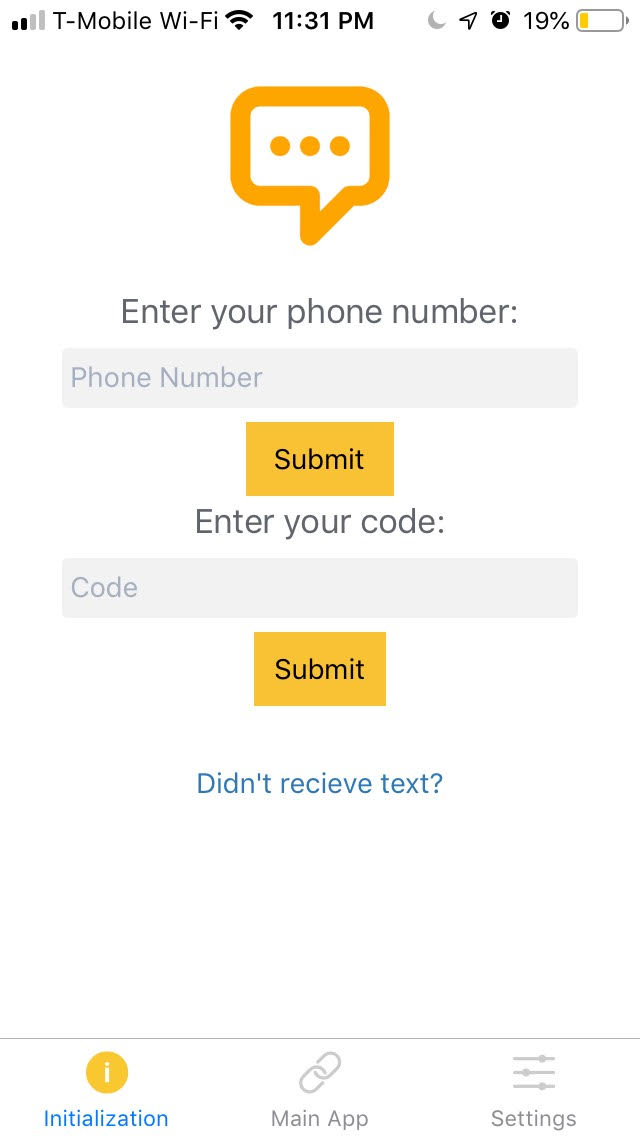 T-Mobile Wi-Fi 11:31 PM 19%
Enter your phone number:
Phone Number
Submit
Enter your code:
Code
Submit
Didn't recieve text?
i
Initialization Main App Settings